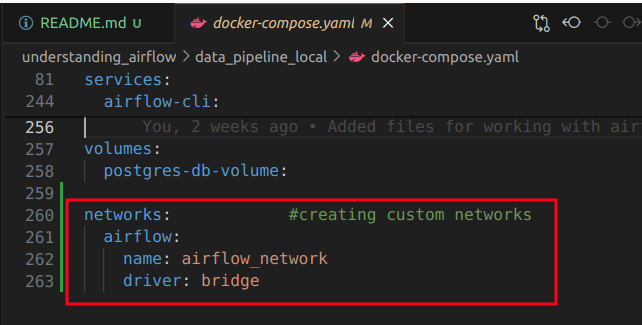 README.md U
docker-compose.yaml M
understanding_airflow > data_pipeline_local > docker-compose.yaml
81 services:
244 airflow-cli:
256 You, 2 weeks ago • Added files for working with air
257 volumes:
258 postgres-db-volume:
259
260 networks: #creating custom networks
261 airflow:
262 name: airflow_network
263 driver: bridge